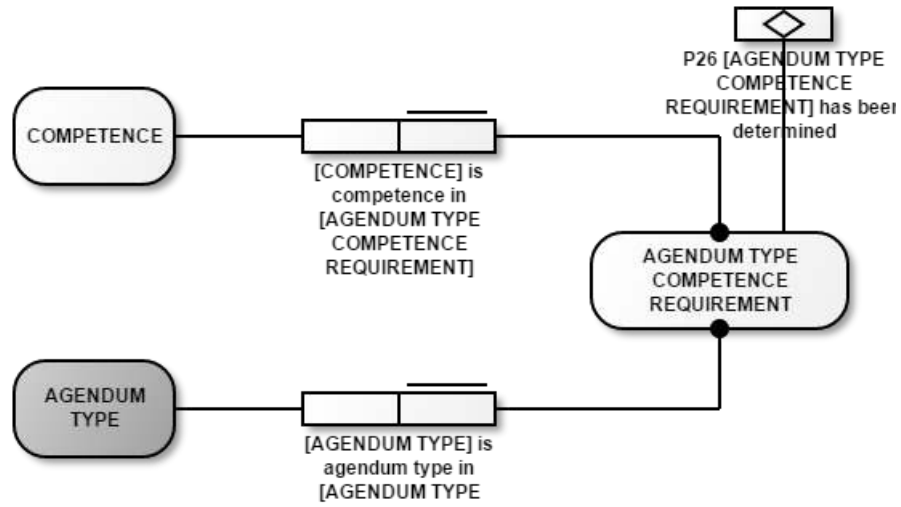 P26 [AGENDUM TYPE
COMPETENCE
REQUIREMENT] has been
determined
COMPETENCE
[COMPETENCE] is
competence in
[AGENDUM TYPE
COMPETENCE
REQUIREMENT]
AGENDUM TYPE
COMPETENCE
REQUIREMENT
AGENDUM
TYPE
[AGENDUM TYPE] is
agendum type in
[AGENDUM TYPE